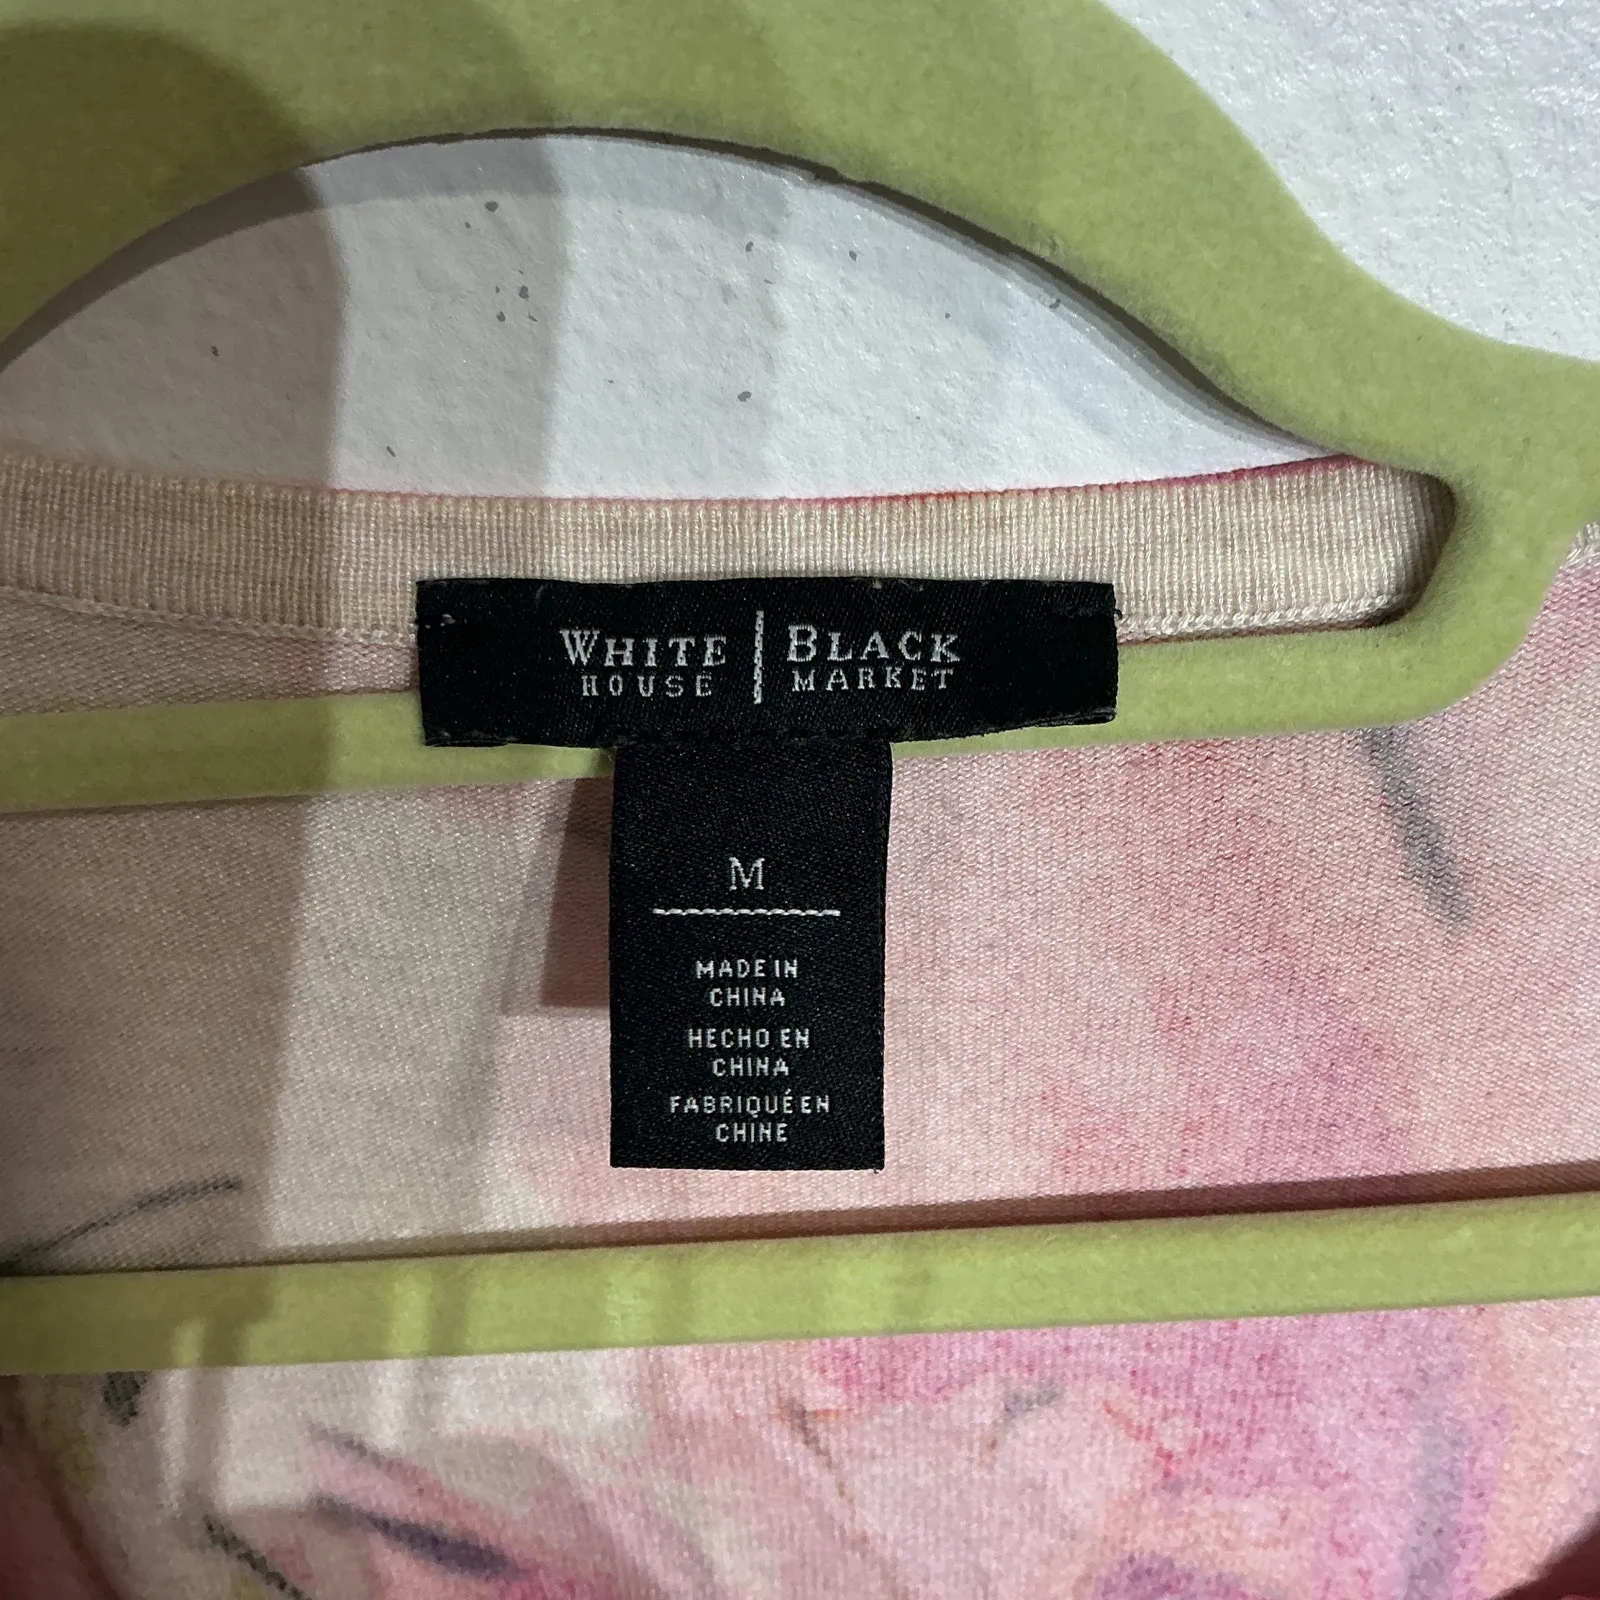 WHITE | BLACK
HOUSE | MARKET
M
MADE IN
CHINA
HECHO EN
CHINA
FABRIQUÉ EN
CHINE